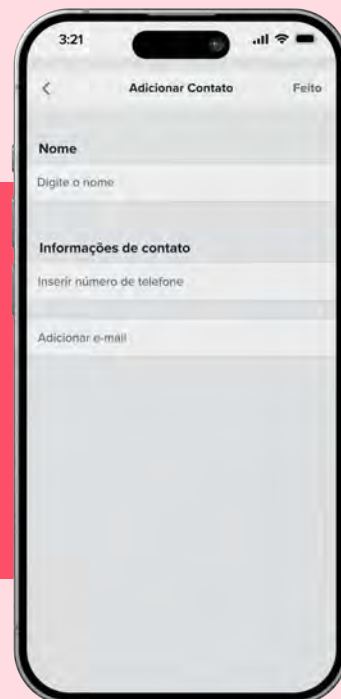 3:21
Adicionar Contato Feito
Nome
Digite o nome
Informações de contato
Inserir número de telefone
Adicionar e-mail